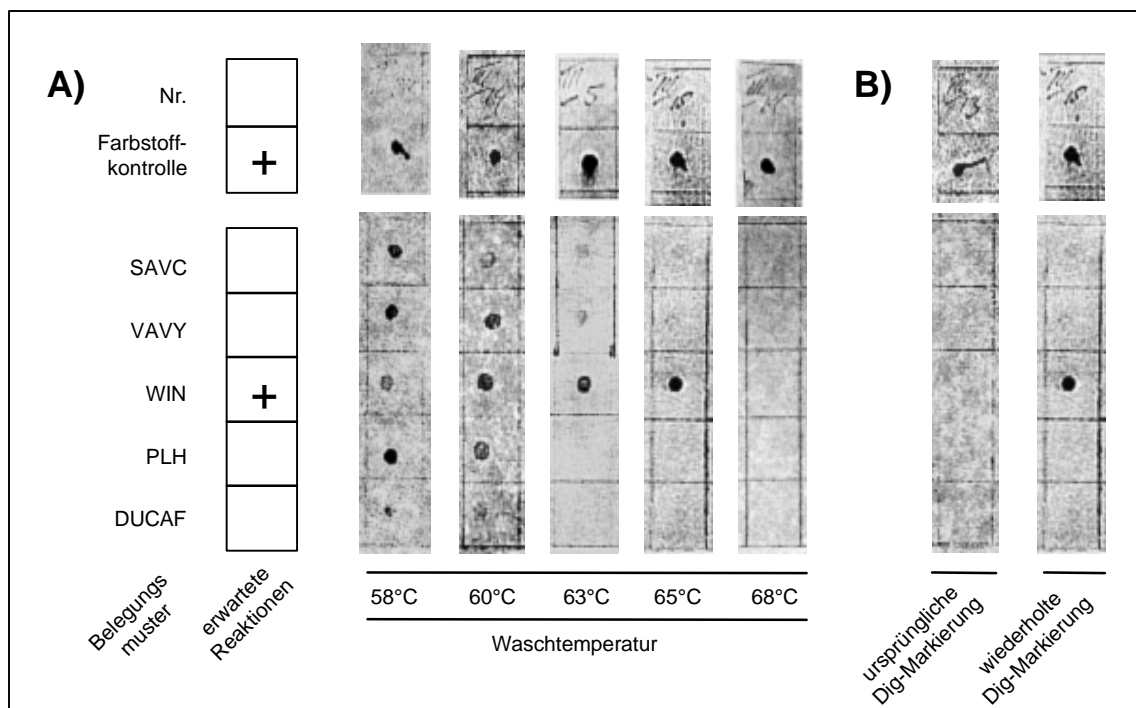 A)
B)
Nr.
Farbstoff-
kontrolle
+
5
SAVC
VAVY
WIN
+
PLH
DUCAF
Belegungs
muster
erwartete
Reaktionen
58°C
60°C
63°C
65°C
68°C
Waschtemperatur
ursprüngliche
Dig-Markierung
wiederholte
Dig-Markierung